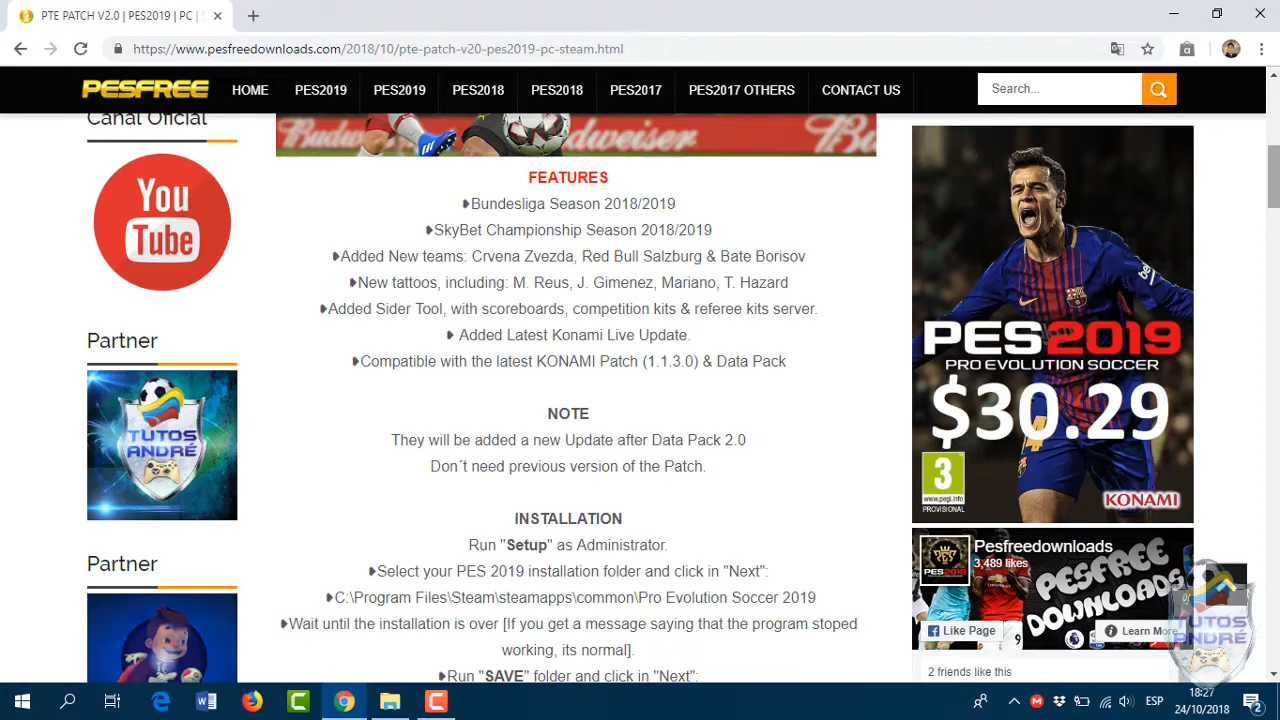 PTE PATCH V2.0 | PES2019 | PC | S
https://www.pesfreedownloads.com/2018/10/pte-patch-v20-pes2019-pc-steam.html
PESFREE
HOME
PES2019
PES2019
PES2018
PES2018
PES2017
PES2017 OTHERS
CONTACT US
Search...
Canal Oficial
You
Tube
Partner
TUTOS
ANDRÉ
Partner
Budweiser
FEATURES
Bundesliga Season 2018/2019
SkyBet Championship Season 2018/2019
Added New teams: Crvena Zvezda, Red Bull Salzburg & Bate Borisov
New tattoos, including: M. Reus, J. Gimenez, Mariano, T. Hazard
Added Sider Tool, with scoreboards, competition kits & referee kits server.
Added Latest Konami Live Update.
Compatible with the latest KONAMI Patch (1.1.3.0) & Data Pack
NOTE
They will be added a new Update after Data Pack 2.0
Don´t need previous version of the Patch.
INSTALLATION
Run "Setup" as Administrator.
Select your PES 2019 installation folder and click in "Next":
C:\Program Files\Steam\steamapps\common\Pro Evolution Soccer 2019
Wait until the installation is over [If you get a message saying that the program stoped
working, its normal].
Run "SAVE" folder and click in "Next":
beko
PES2019
PRO EVOLUTION SOCCER
$30.29
3
www.pegi.info
PROVISIONAL
KONAMI
PES2019
Pesfreedownloads
3,489 likes
PESFREE
DOWNLOADS
Like Page
Learn More
2 friends like this
TUTOS
ANDRÉ
ESP
18:27
24/10/2018
2